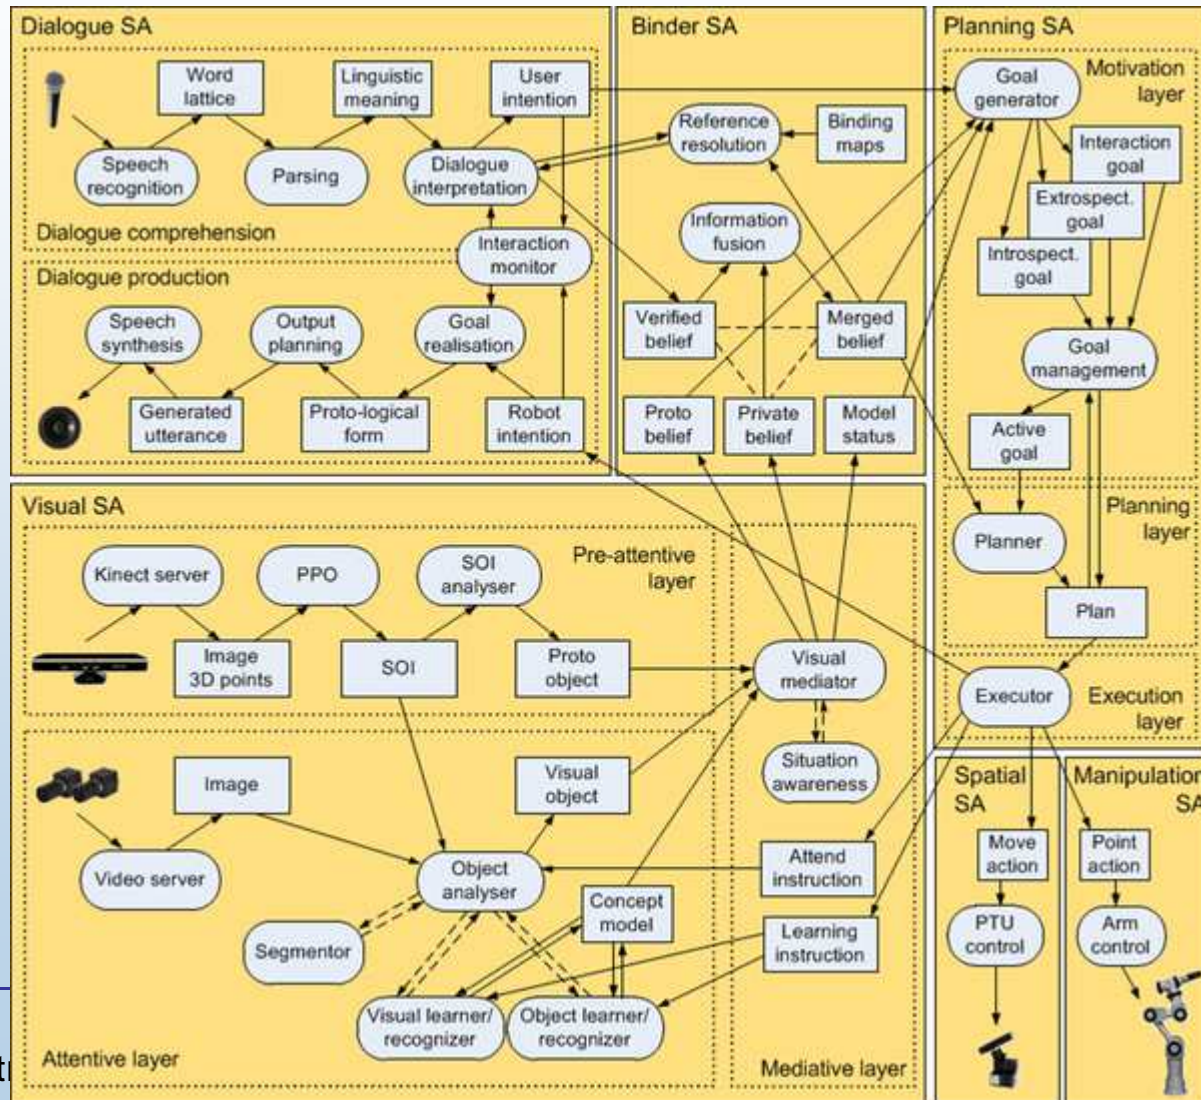 Dialogue SA
Word
lattice
Linguistic
meaning
User
intention
Speech
recognition
Parsing
Dialogue
interpretation
Dialogue comprehension
Interaction
monitor
Dialogue production
Speech
synthesis
Output
planning
Goal
realisation
Generated
utterance
Proto-logical
form
Robot
intention
Binder SA
Reference
resolution
Binding
maps
Information
fusion
Verified
belief
Merged
belief
Proto
belief
Private
belief
Model
status
Planning SA
Goal
generator
Motivation
layer
Interaction
goal
Extrospect.
goal
Introspect.
goal
Goal
management
Active
goal
Planning
layer
Planner
Plan
Executor
Execution
layer
Visual SA
Kinect server
PPO
SOI
analyser
Pre-attentive
layer
Image
3D points
SOI
Proto
object
Visual
mediator
Situation
awareness
Image
Visual
object
Video server
Object
analyser
Attend
instruction
Concept
model
Segmentor
Learning
instruction
Visual learner/
recognizer
Object learner/
recognizer
Attentive layer
Mediative layer
Spatial
SA
Move
action
PTU
control
Manipulation
SA
Point
action
Arm
control